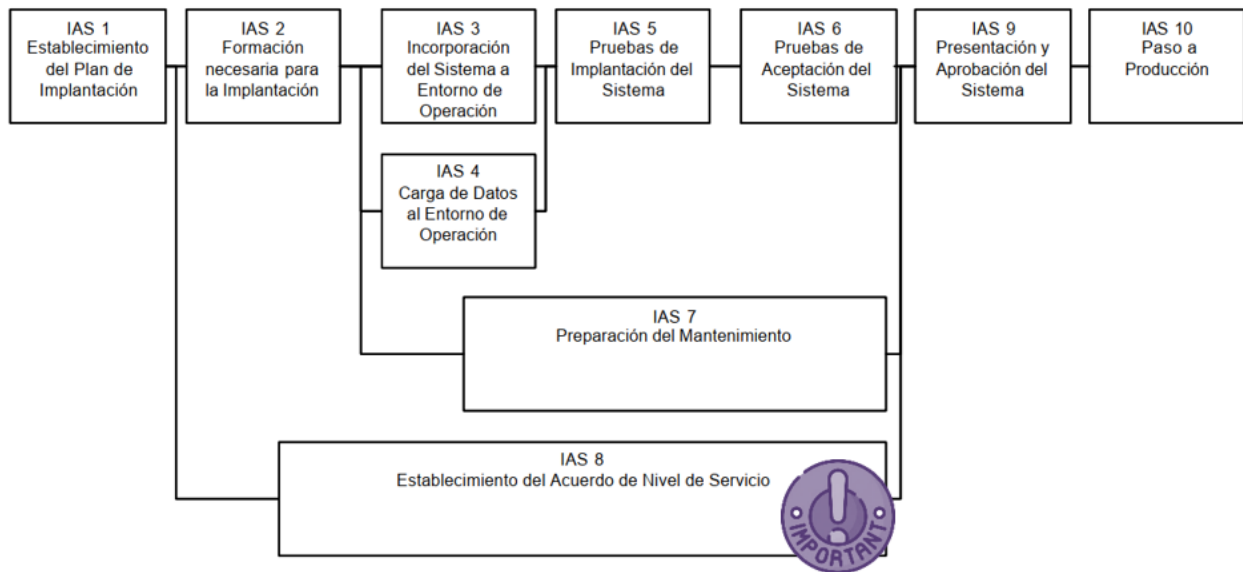 IAS 1
Establecimiento
del Plan de
Implantación
IAS 2
Formación
necesaria para
la Implantación
IAS 3
Incorporación
del Sistema a
Entorno de
Operación
IAS 5
Pruebas de
Implantación del
Sistema
IAS 6
Pruebas de
Aceptación del
Sistema
IAS 9
Presentación y
Aprobación del
Sistema
IAS 10
Paso a
Producción
IAS 4
Carga de Datos
al Entorno de
Operación
IAS 7
Preparación del Mantenimiento
IAS 8
Establecimiento del Acuerdo de Nivel de Servicio
IMPORTANT